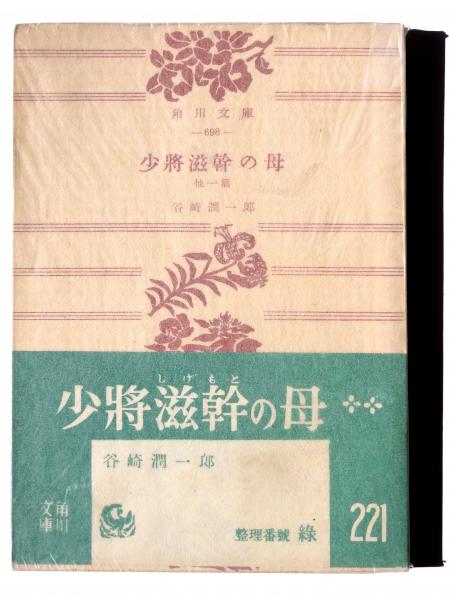 角川文庫
—698—
少將滋幹の母
他一篇
谷崎潤一郎
しげもと
少將滋幹の母
谷崎潤一郎
角川文庫
整理番號 綠
221